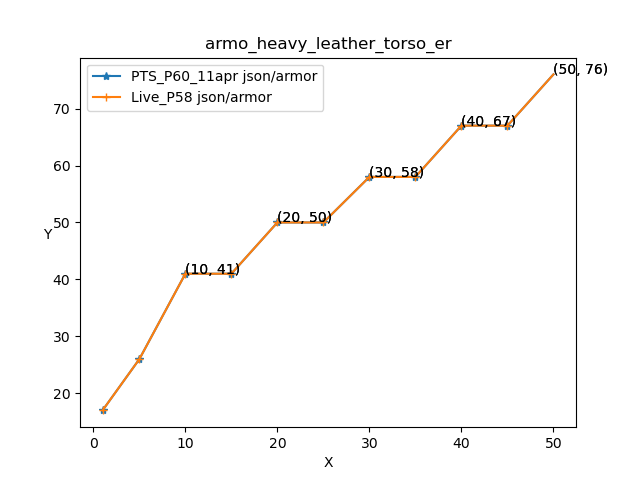 armo_heavy_leather_torso_er
PTS_P60_11apr json/armor
Live_P58 json/armor
(50, 76)
(40, 67)
(30, 58)
(20, 50)
(10, 41)
Y
70
60
50
40
30
20
0 10 20 30 40 50
X